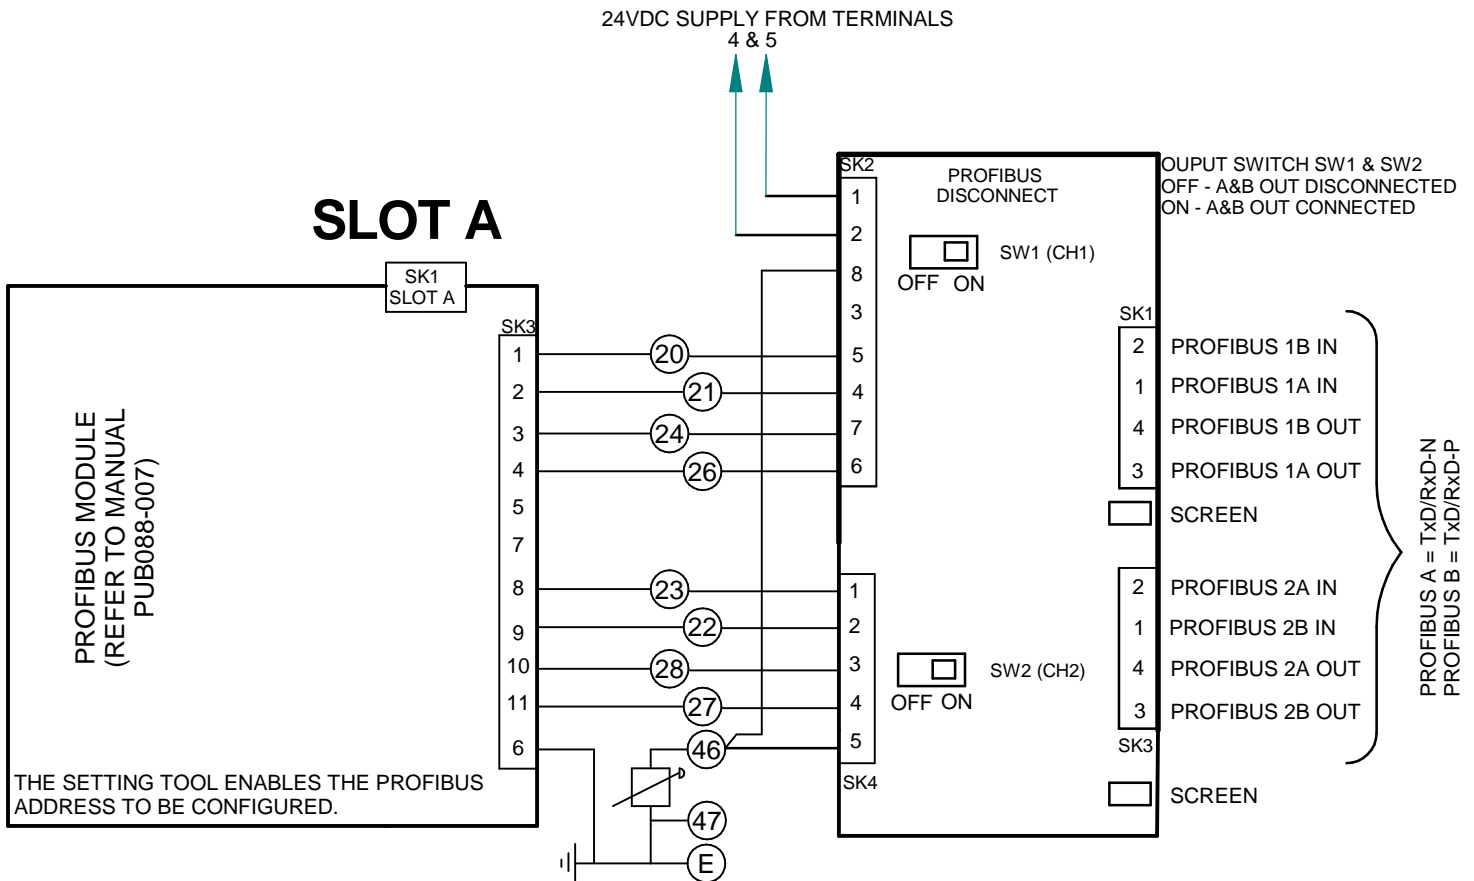 24VDC SUPPLY FROM TERMINALS
4 & 5
SLOT A
SK1
SLOT A
SK3
1
2
3
4
5
7
8
9
10
11
6
PROFIBUS MODULE
(REFER TO MANUAL
PUB088-007)
THE SETTING TOOL ENABLES THE PROFIBUS
ADDRESS TO BE CONFIGURED.
20
21
24
26
23
22
28
27
46
47
E
SK2
1
2
8
3
5
4
7
6
PROFIBUS
DISCONNECT
SW1 (CH1)
OFF ON
1
2
3
4
5
SK4
SW2 (CH2)
OFF ON
OUPUT SWITCH SW1 & SW2
OFF - A&B OUT DISCONNECTED
ON - A&B OUT CONNECTED
SK1
2 PROFIBUS 1B IN
1 PROFIBUS 1A IN
4 PROFIBUS 1B OUT
3 PROFIBUS 1A OUT
SCREEN
2 PROFIBUS 2A IN
1 PROFIBUS 2B IN
4 PROFIBUS 2A OUT
3 PROFIBUS 2B OUT
SK3
SCREEN
PROFIBUS A = TxD/RxD-N
PROFIBUS B = TxD/RxD-P